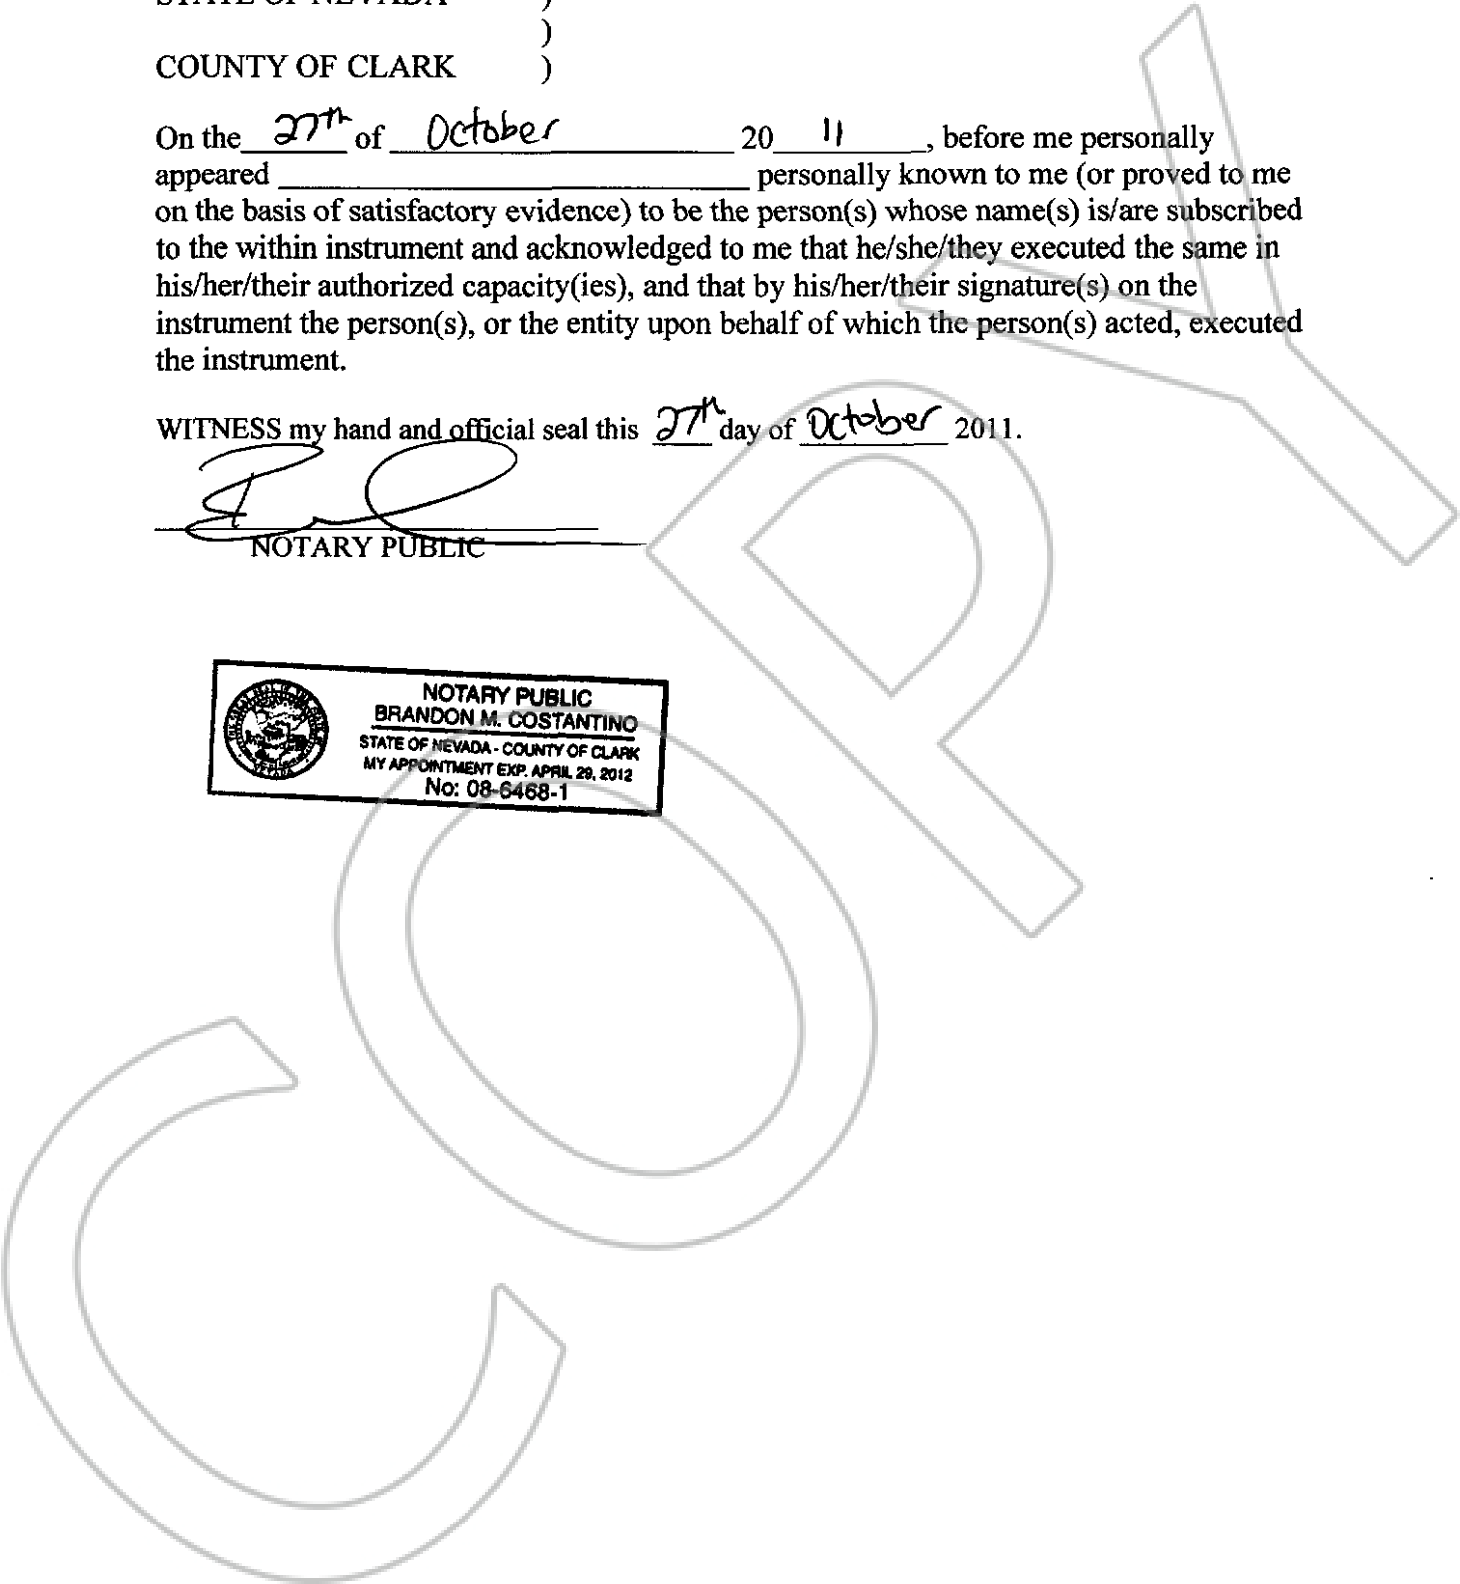 STATE OF NEVADA )
)
COUNTY OF CLARK )
On the 27th of October 20 11, before me personally
appeared personally known to me (or proved to me
on the basis of satisfactory evidence) to be the person(s) whose name(s) is/are subscribed
to the within instrument and acknowledged to me that he/she/they executed the same in
his/her/their authorized capacity(ies), and that by his/her/their signature(s) on the
instrument the person(s), or the entity upon behalf of which the person(s) acted, executed
the instrument.
WITNESS my hand and official seal this 27th day of October 2011.
NOTARY PUBLIC
NOTARY PUBLIC
BRANDON M. COSTANTINO
STATE OF NEVADA - COUNTY OF CLARK
MY APPOINTMENT EXP. APRIL 29, 2012
No: 08-6468-1
COPY